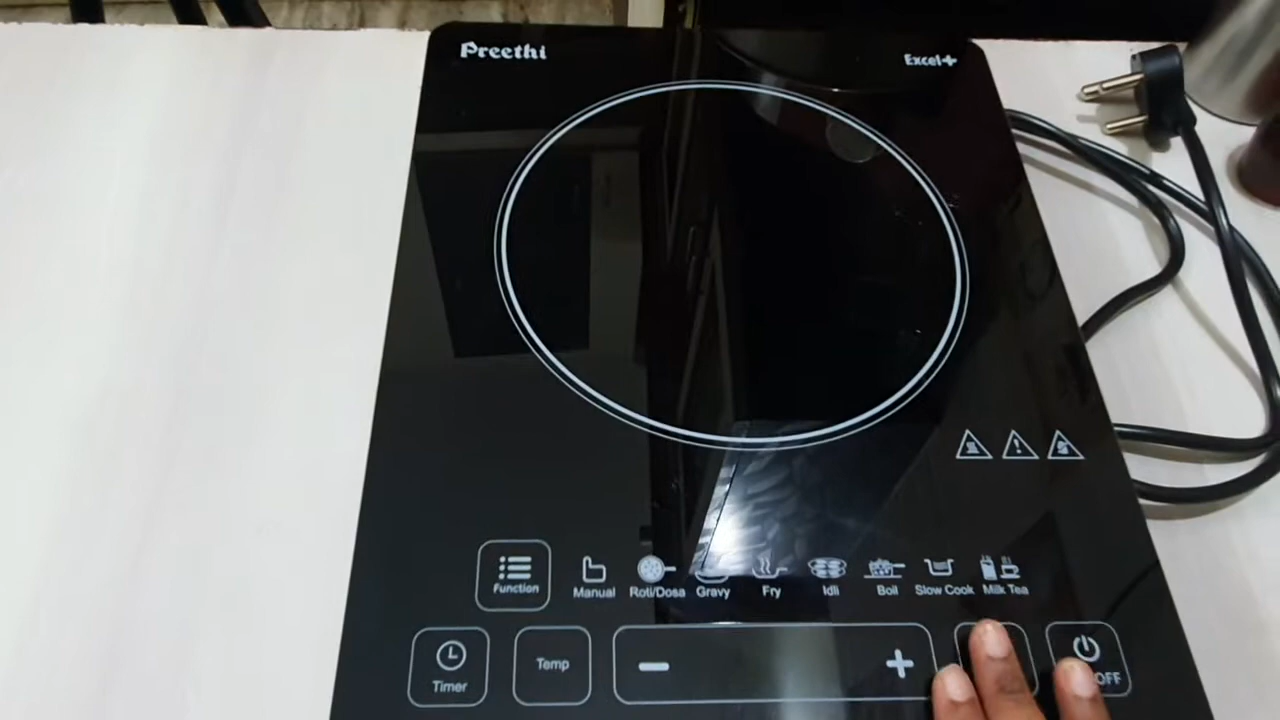 Preethi
Excel+
Function
Manual
Roti/Dosa
Gravy
Fry
Idli
Boil
Slow Cook
Milk Tea
Timer
Temp
OFF